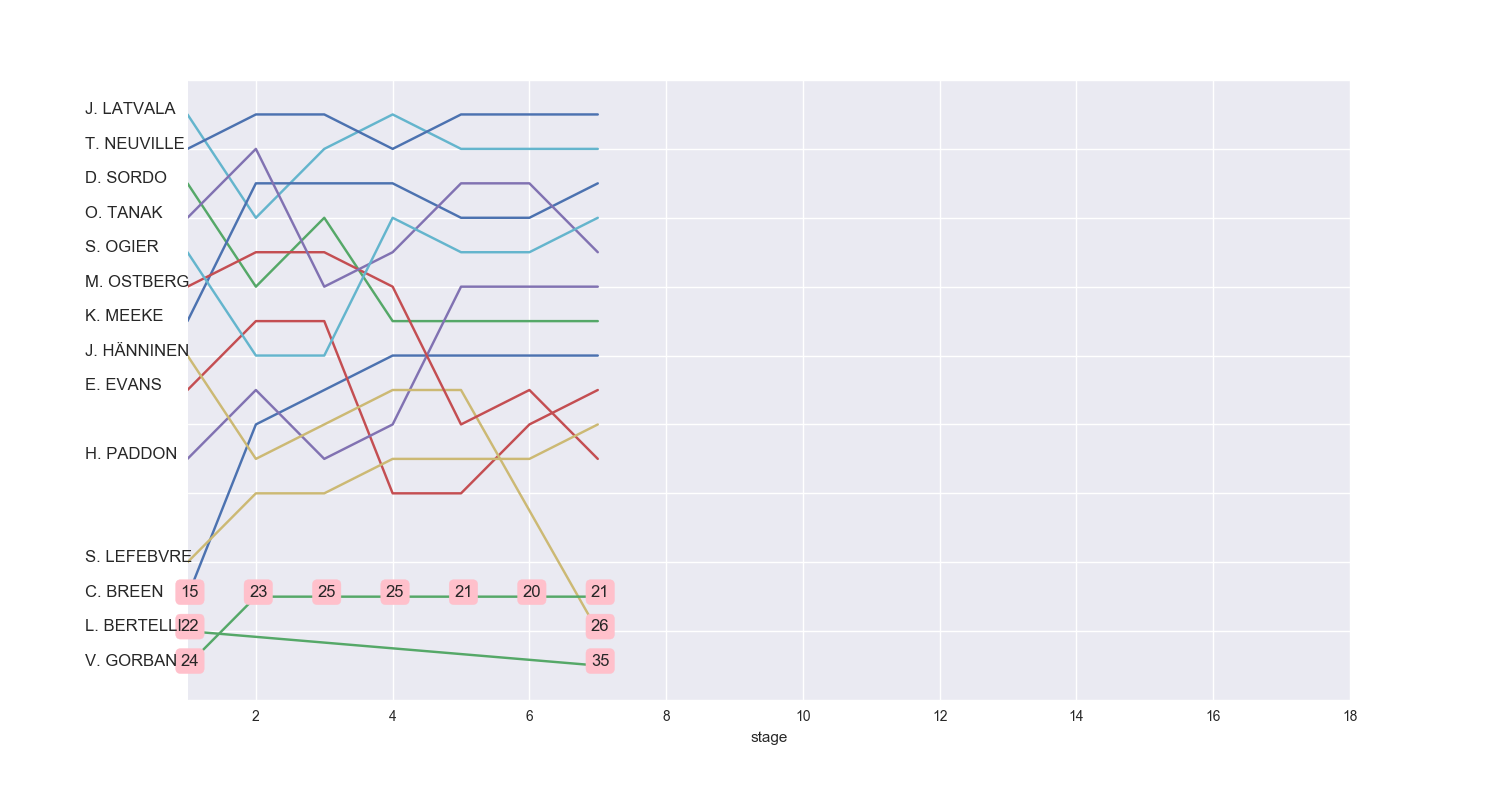 J. LATVALA
T. NEUVILLE
D. SORDO
O. TANAK
S. OGIER
M. OSTBERG
K. MEEKE
J. HÄNNINEN
E. EVANS
H. PADDON
S. LEFEBVRE
C. BREEN 15 23 25 25 21 20 21
L. BERTELLI 22 26
V. GORBAN 24 35
2 4 6 8 10 12 14 16 18
stage